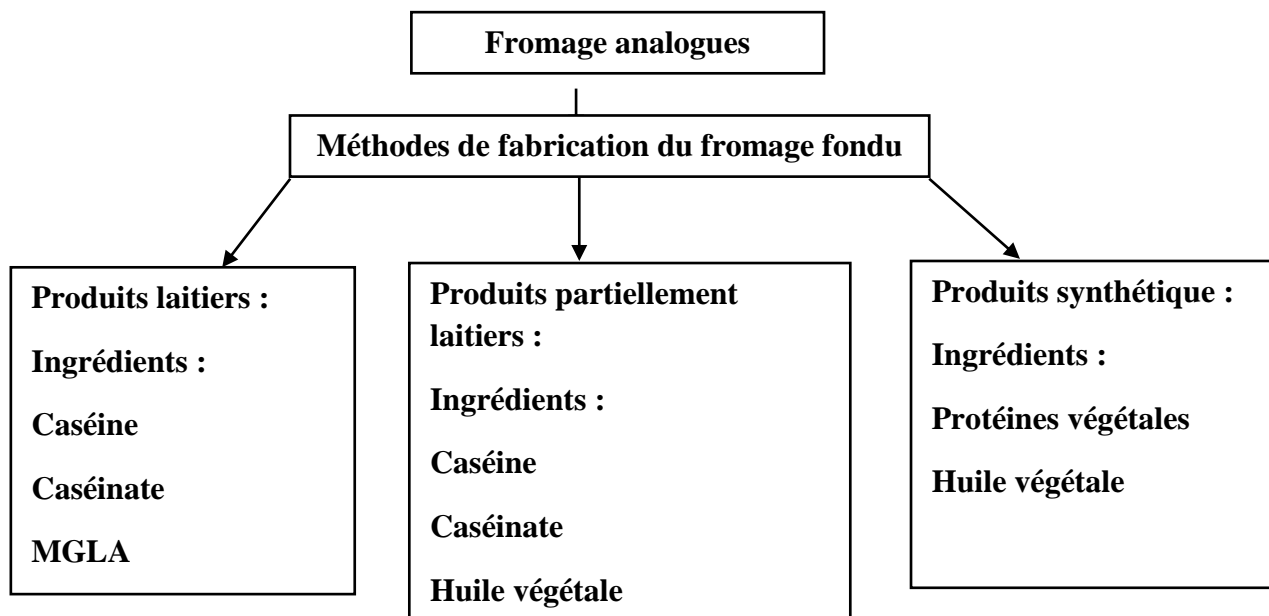 Fromage analogues
Méthodes de fabrication du fromage fondu
Produits laitiers :
Ingrédients :
Caséine
Caséinate
MGLA
Produits partiellement
laitiers :
Ingrédients :
Caséine
Caséinate
Huile végétale
Produits synthétique :
Ingrédients :
Protéines végétales
Huile végétale